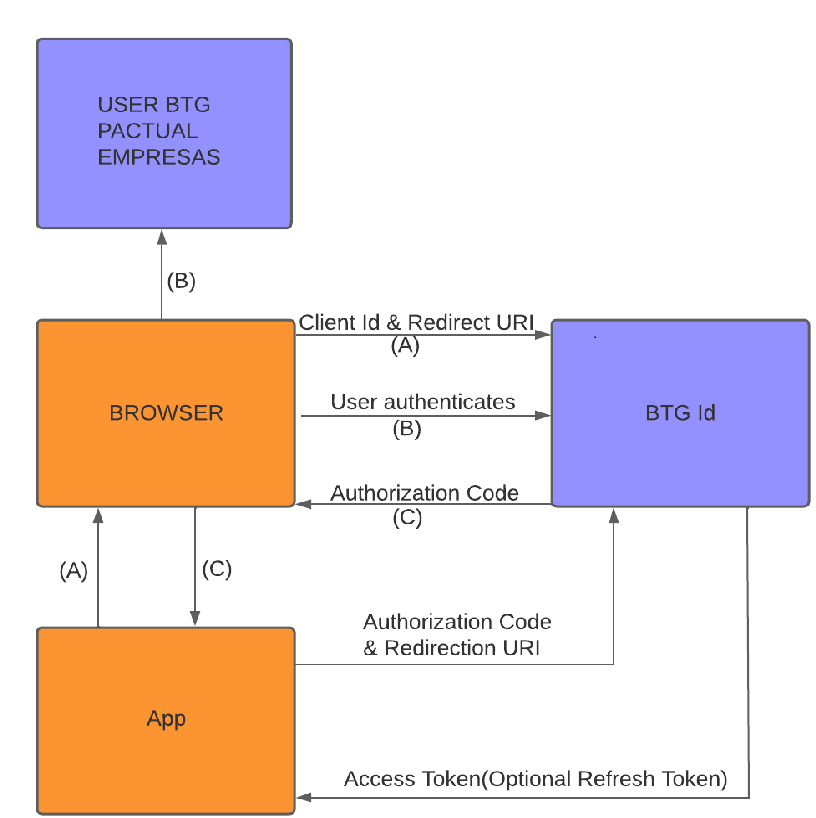 USER BTG
PACTUAL
EMPRESAS
(B)
Client Id & Redirect URI
(A)
BROWSER
User authenticates
(B)
BTG Id
Authorization Code
(C)
(A)
(C)
Authorization Code
& Redirection URI
App
Access Token(Optional Refresh Token)